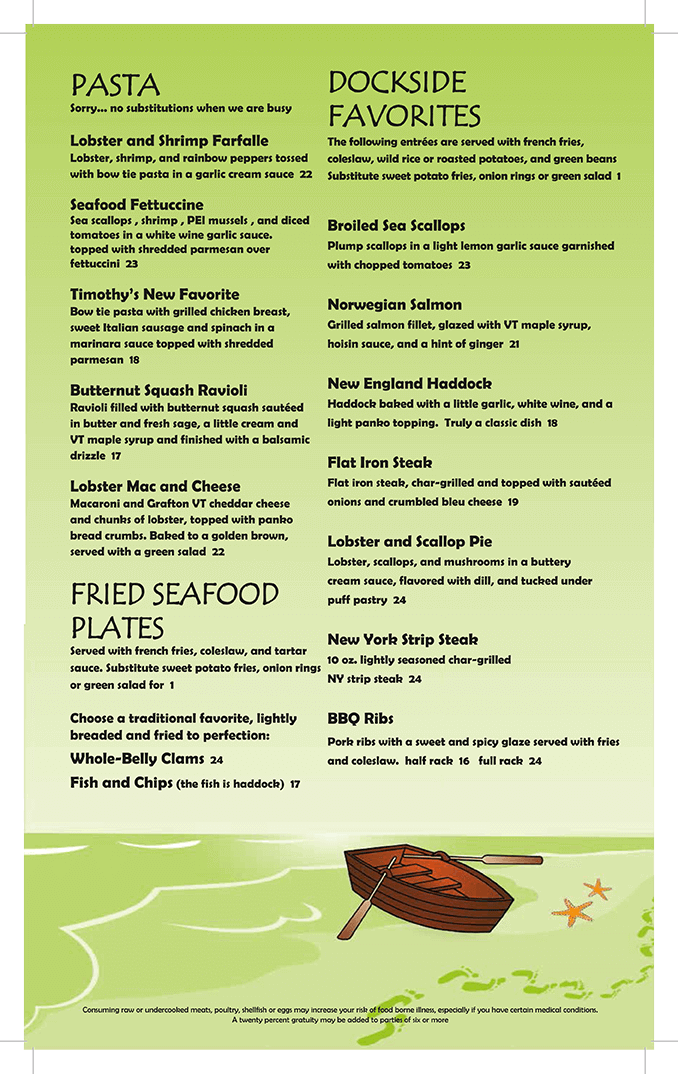 PASTA
Sorry... no substitutions when we are busy
Lobster and Shrimp Farfalle
Lobster, shrimp, and rainbow peppers tossed
with bow tie pasta in a garlic cream sauce 22
Seafood Fettuccine
Sea scallops , shrimp , PEI mussels , and diced
tomatoes in a white wine garlic sauce.
topped with shredded parmesan over
fettuccini 23
Timothy's New Favorite
Bow tie pasta with grilled chicken breast,
sweet Italian sausage and spinach in a
marinara sauce topped with shredded
parmesan 18
Butternut Squash Ravioli
Ravioli filled with butternut squash sautéed
in butter and fresh sage, a little cream and
VT maple syrup and finished with a balsamic
drizzle 17
Lobster Mac and Cheese
Macaroni and Grafton VT cheddar cheese
and chunks of lobster, topped with panko
bread crumbs. Baked to a golden brown,
served with a green salad 22
FRIED SEAFOOD
PLATES
Served with french fries, coleslaw, and tartar
sauce. Substitute sweet potato fries, onion rings
or green salad for 1
Choose a traditional favorite, lightly
breaded and fried to perfection:
Whole-Belly Clams 24
Fish and Chips (the fish is haddock) 17
DOCKSIDE
FAVORITES
The following entrées are served with french fries,
coleslaw, wild rice or roasted potatoes, and green beans
Substitute sweet potato fries, onion rings or green salad 1
Broiled Sea Scallops
Plump scallops in a light lemon garlic sauce garnished
with chopped tomatoes 23
Norwegian Salmon
Grilled salmon fillet, glazed with VT maple syrup,
hoisin sauce, and a hint of ginger 21
New England Haddock
Haddock baked with a little garlic, white wine, and a
light panko topping. Truly a classic dish 18
Flat Iron Steak
Flat iron steak, char-grilled and topped with sautéed
onions and crumbled bleu cheese 19
Lobster and Scallop Pie
Lobster, scallops, and mushrooms in a buttery
cream sauce, flavored with dill, and tucked under
puff pastry 24
New York Strip Steak
10 oz. lightly seasoned char-grilled
NY strip steak 24
BBQ Ribs
Pork ribs with a sweet and spicy glaze served with fries
and coleslaw. half rack 16 full rack 24
Consuming raw or undercooked meats, poultry, shellfish or eggs may increase your risk of food borne illness, especially if you have certain medical conditions.
A twenty percent gratuity may be added to parties of six or more